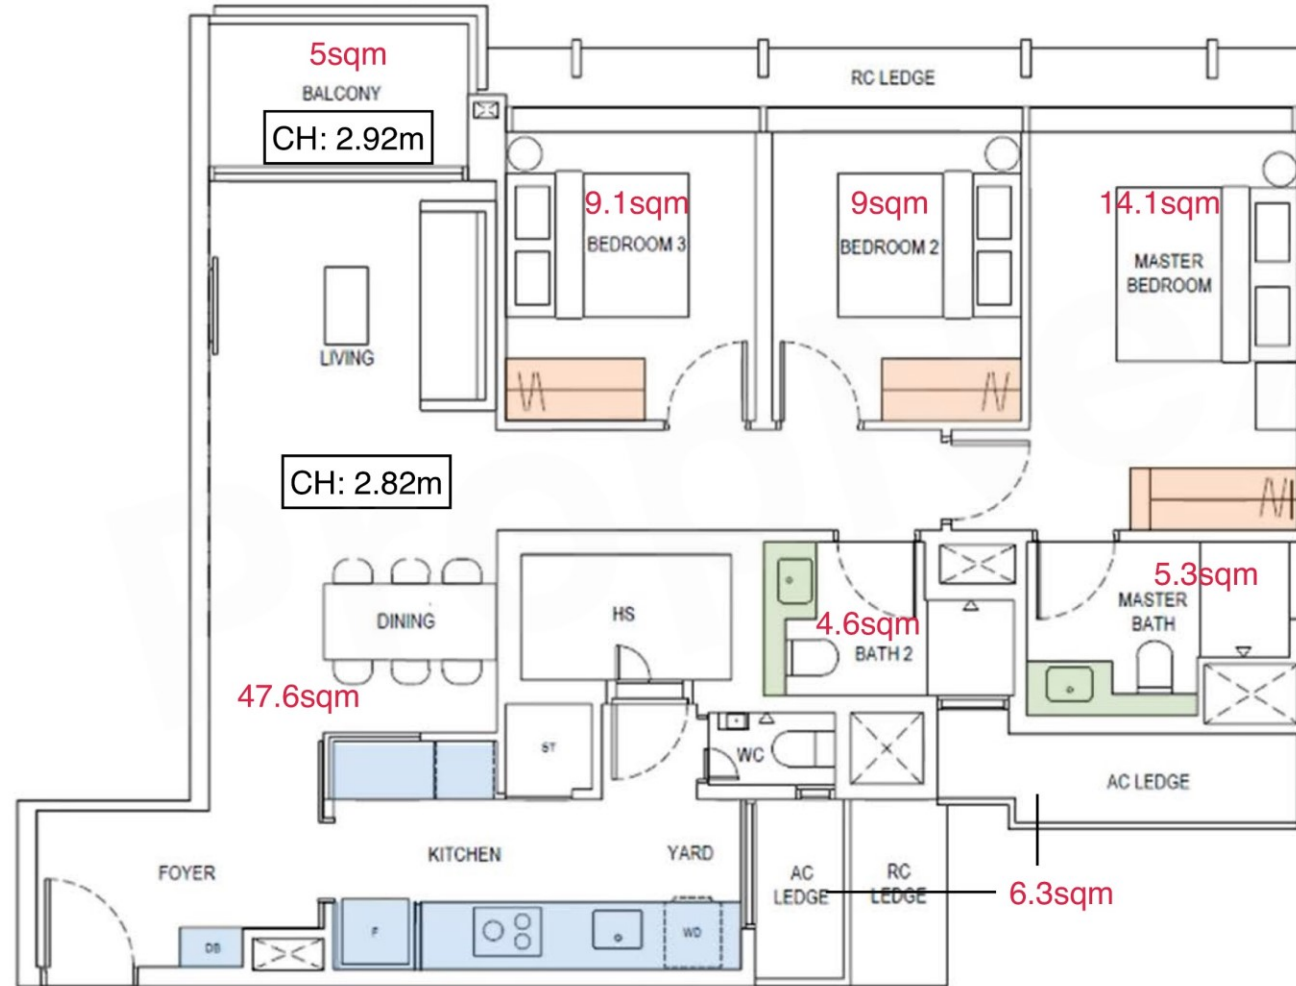 5sqm
BALCONY
CH: 2.92m
RC LEDGE
9.1sqm
BEDROOM 3
9sqm
BEDROOM 2
14.1sqm
MASTER
BEDROOM
LIVING
CH: 2.82m
DINING
47.6sqm
HS
4.6sqm
BATH 2
5.3sqm
MASTER
BATH
ST
WC
AC LEDGE
KITCHEN
YARD
FOYER
AC
LEDGE
RC
LEDGE
6.3sqm
DB
F
WD